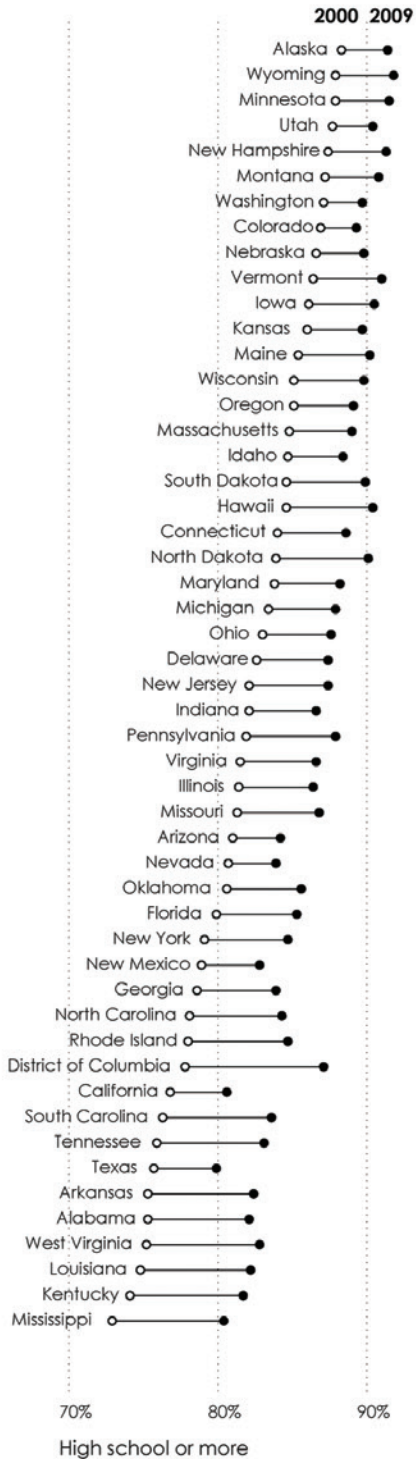 2000 2009
Alaska
Wyoming
Minnesota
Utah
New Hampshire
Montana
Washington
Colorado
Nebraska
Vermont
Iowa
Kansas
Maine
Wisconsin
Oregon
Massachusetts
Idaho
South Dakota
Hawaii
Connecticut
North Dakota
Maryland
Michigan
Ohio
Delaware
New Jersey
Indiana
Pennsylvania
Virginia
Illinois
Missouri
Arizona
Nevada
Oklahoma
Florida
New York
New Mexico
Georgia
North Carolina
Rhode Island
District of Columbia
California
South Carolina
Tennessee
Texas
Arkansas
Alabama
West Virginia
Louisiana
Kentucky
Mississippi
70% 80% 90%
High school or more